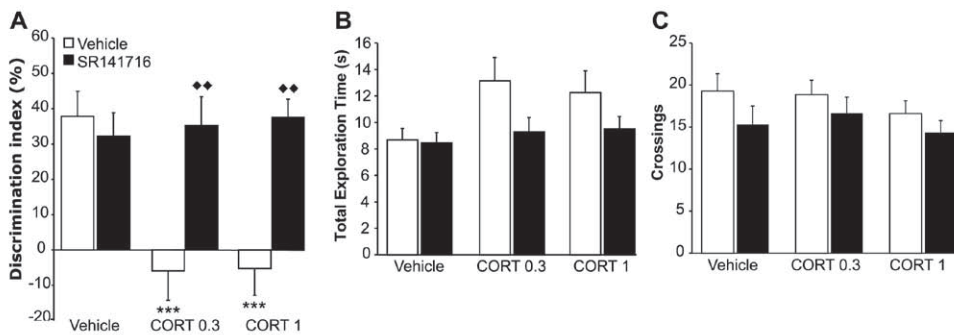 A
Discrimination index (%)
Vehicle
SR141716
60
50
40
30
20
10
0
-10
-20
◆◆
◆◆
***
***
Vehicle
CORT 0.3
CORT 1
B
Total Exploration Time (s)
16
14
12
10
8
6
4
2
0
Vehicle
CORT 0.3
CORT 1
C
Crossings
25
20
15
10
5
0
Vehicle
CORT 0.3
CORT 1